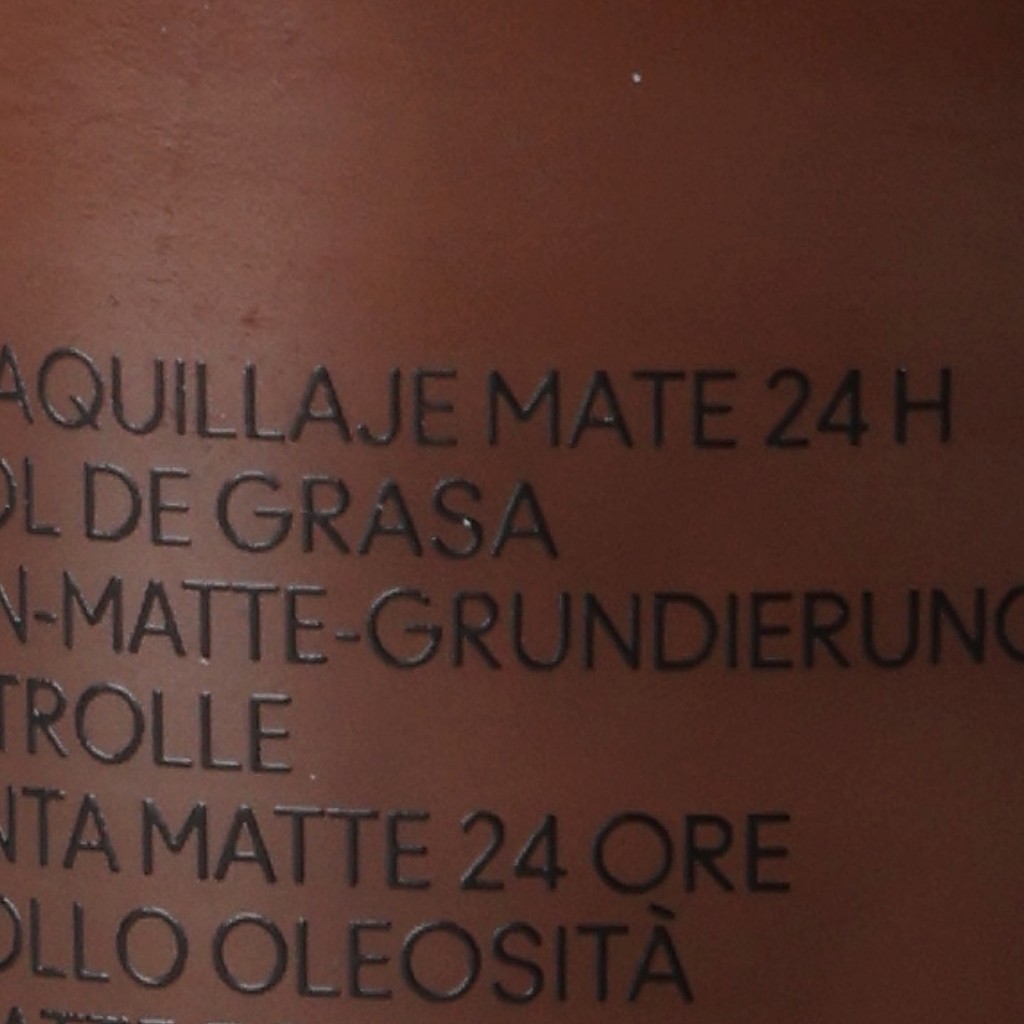 AQUILLAJE MATE 24 H
OL DE GRASA
N-MATTE-GRUNDIERUNG
TROLLE
NTA MATTE 24 ORE
OLLO OLEOSITÀ